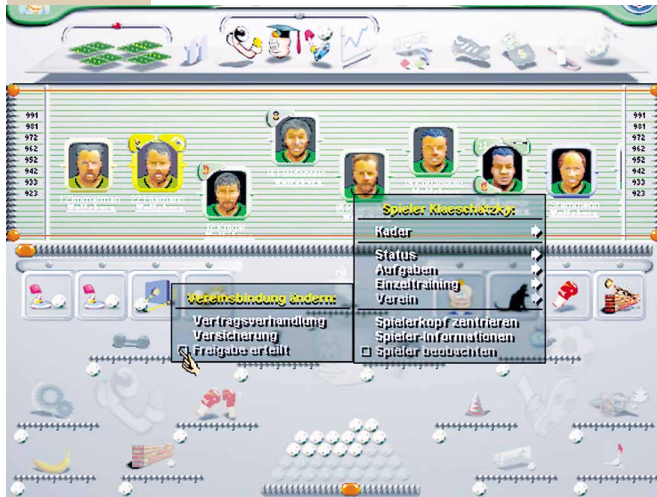 991
981
972
962
952
942
933
923
991
981
972
962
952
942
933
923
Spieler Klaeschatzky:
Kader
Status
Aufgaben
Einzeltraining
Verein
Spielerkopf zentrieren
Spieler-Informationen
Spieler beobachten
Vereinsbindung ändern:
Vertragsverhandlung
Versicherung
Freigabe erteilt